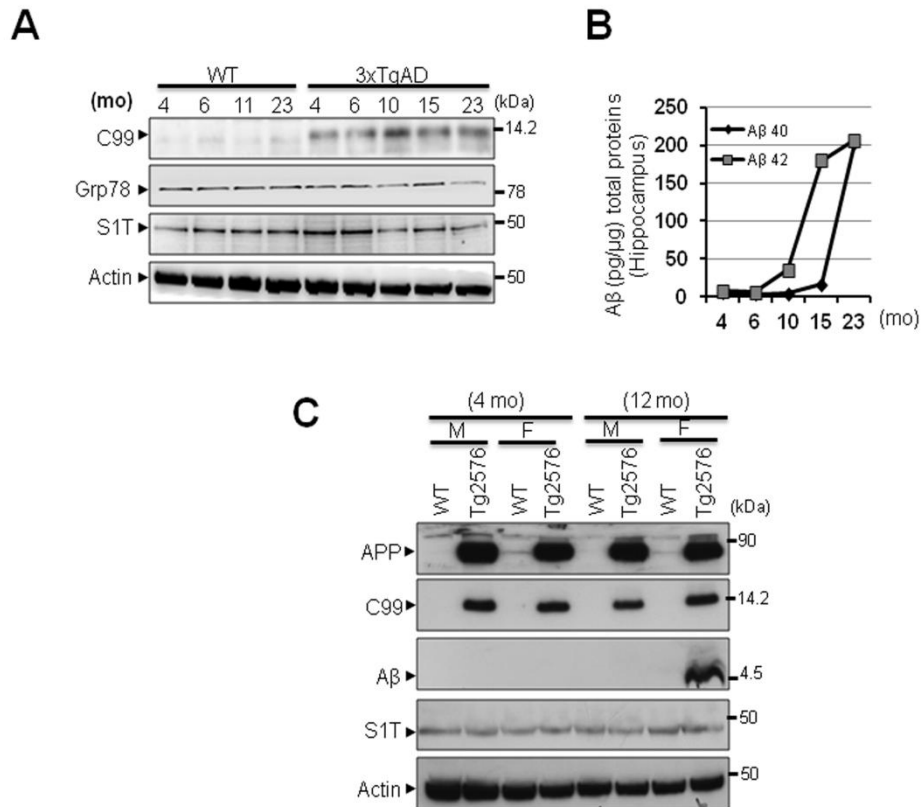 A
WT 3xTgAD
(mo) 4 6 11 23 4 6 10 15 23 (kDa)
C99 14.2
Grp78 78
S1T 50
Actin 50
B
Aβ (pg/µg) total proteins
(Hippocampus)
250
200
150
100
50
0
Aβ 40
Aβ 42
4 6 10 15 23 (mo)
C
(4 mo) (12 mo)
M F M F
WT Tg2576 WT Tg2576 WT Tg2576 WT Tg2576 (kDa)
APP 90
C99 14.2
Aβ 4.5
S1T 50
Actin 50